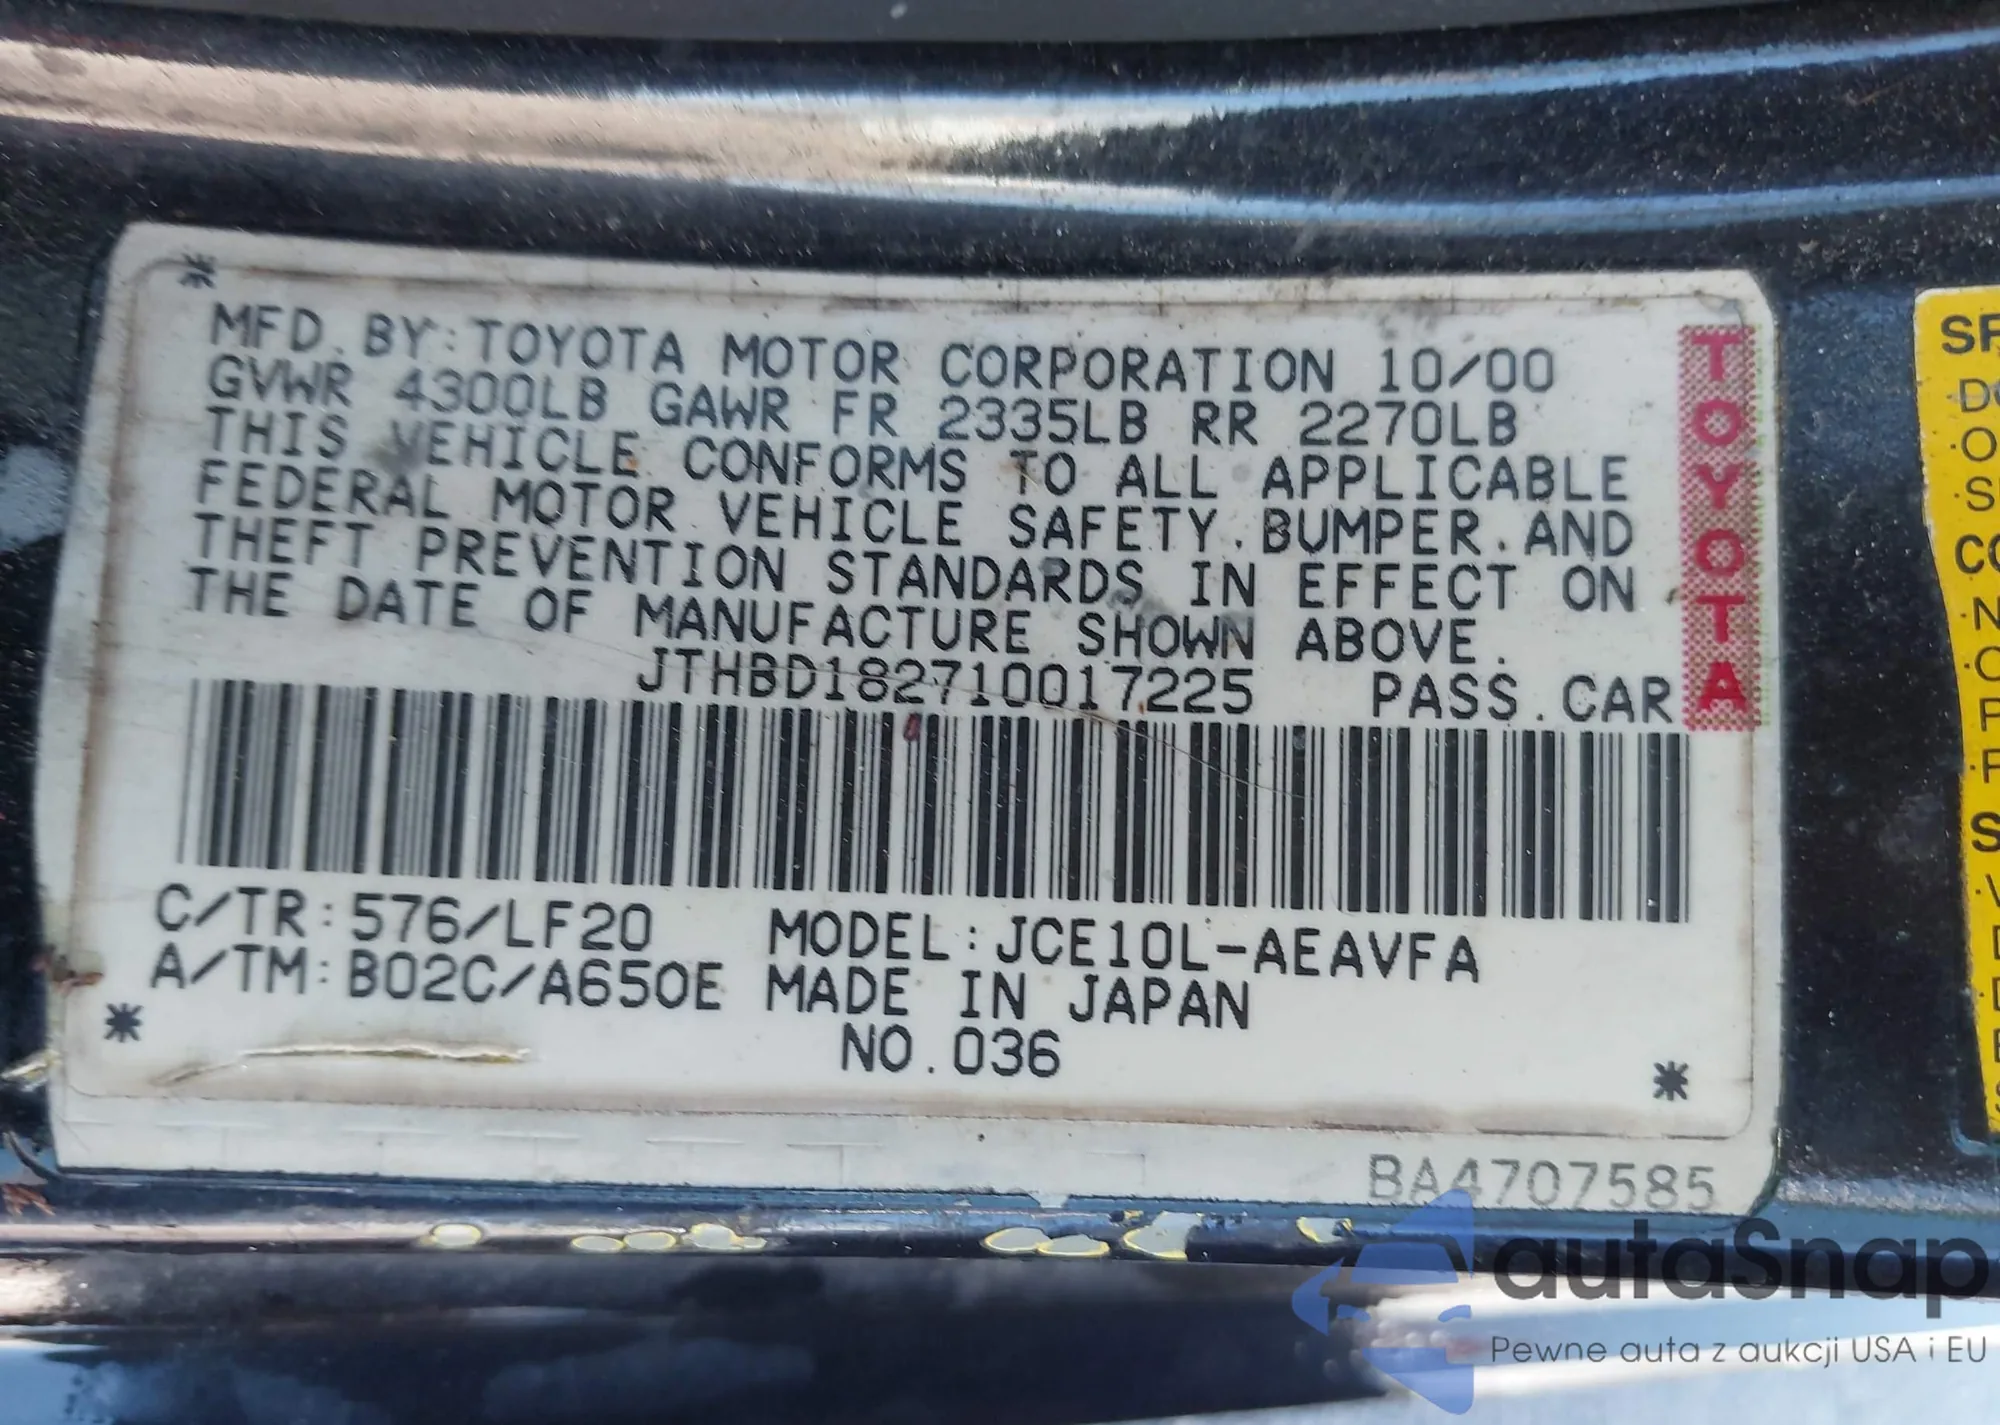 MFD. BY: TOYOTA MOTOR CORPORATION 10/00
GVWR 4300LB GAWR FR 2335LB RR 2270LB
THIS VEHICLE CONFORMS TO ALL APPLICABLE
FEDERAL MOTOR VEHICLE SAFETY. BUMPER. AND
THEFT PREVENTION STANDARDS IN EFFECT ON
THE DATE OF MANUFACTURE SHOWN ABOVE.
JTHBD182710017225 PASS. CAR
TOYOTA
C/TR: 576/LF20 MODEL: JCE10L-AEAVFA
A/TM: B02C/A650E MADE IN JAPAN
NO. 036
BA4707585
autaSnap
Pewne auta z aukcji USA i EU